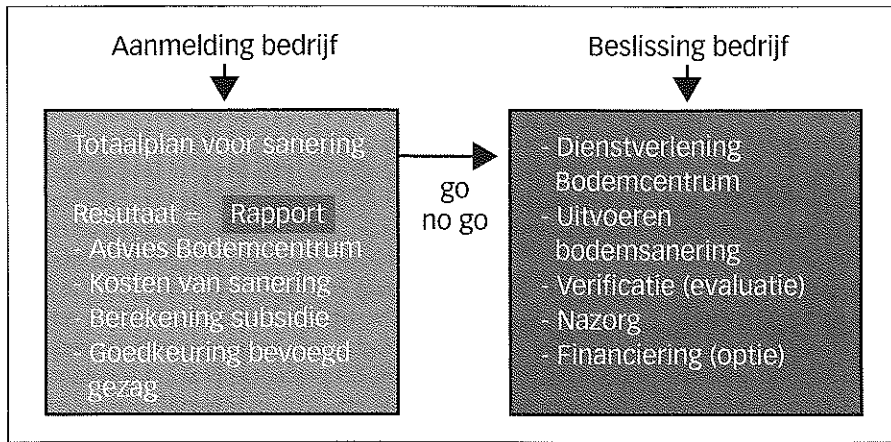 Aanmelding bedrijf
Totaalplan voor sanering
Resultaat = Rapport
- Advies Bodemcentrum
- Kosten van sanering
- Berekening subsidie
- Goedkeuring bevoegd
gezag
go
no go
Beslissing bedrijf
- Dienstverlening
Bodemcentrum
- Uitvoeren
bodemsanering
- Verificatie (evaluatie)
- Nazorg
- Financiering (optie)